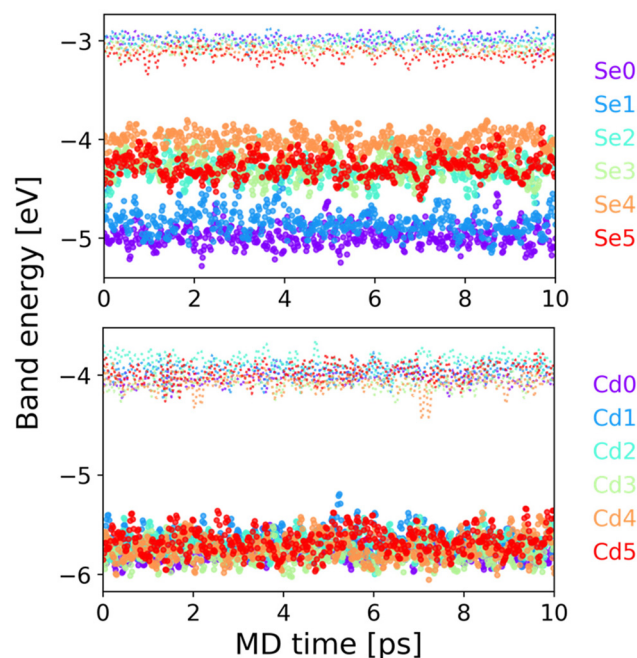 −3
−4
−5
0
2
4
6
8
10
Se0
Se1
Se2
Se3
Se4
Se5
Band energy [eV]
−4
−5
−6
0
2
4
6
8
10
Cd0
Cd1
Cd2
Cd3
Cd4
Cd5
MD time [ps]